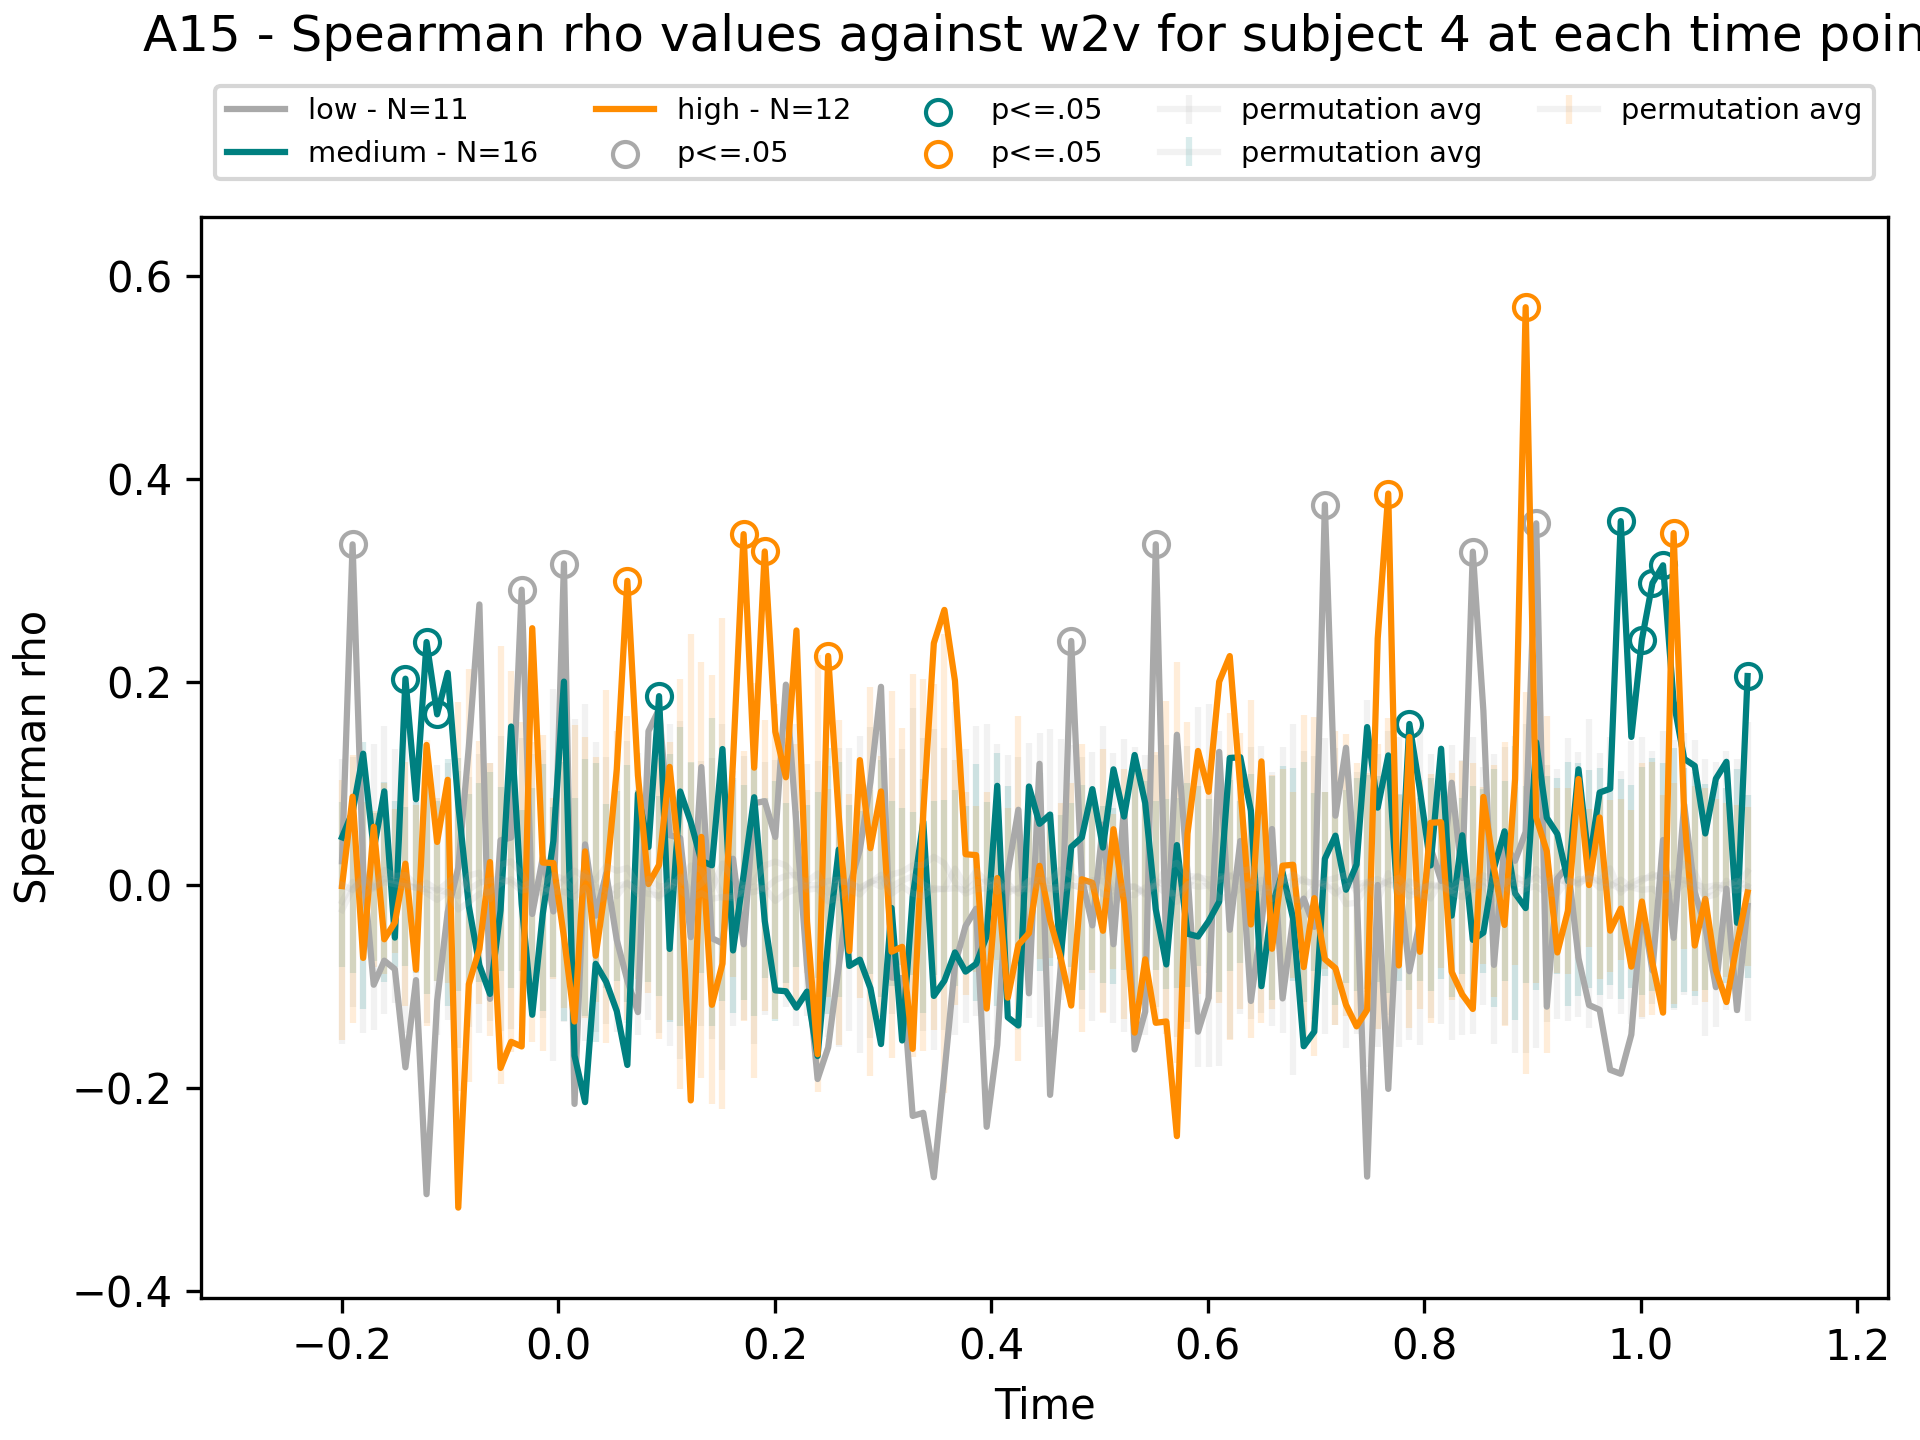 A15 - Spearman rho values against w2v for subject 4 at each time poin
low - N=11
medium - N=16
high - N=12
p<=.05
p<=.05
p<=.05
permutation avg
permutation avg
permutation avg
Spearman rho
0.6
0.4
0.2
0.0
−0.2
−0.4
−0.2 0.0 0.2 0.4 0.6 0.8 1.0 1.2
Time